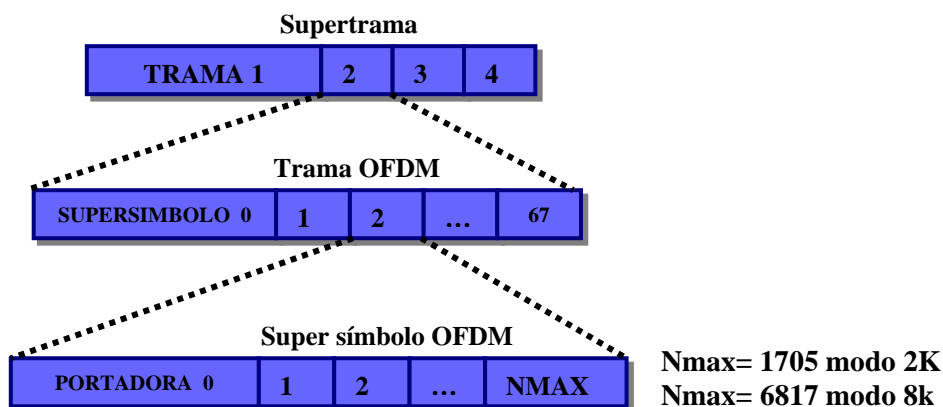 Supertrama
TRAMA 1 2 3 4
Trama OFDM
SUPERSIMBOLO 0 1 2 ... 67
Super símbolo OFDM
PORTADORA 0 1 2 ... NMAX
Nmax= 1705 modo 2K
Nmax= 6817 modo 8k